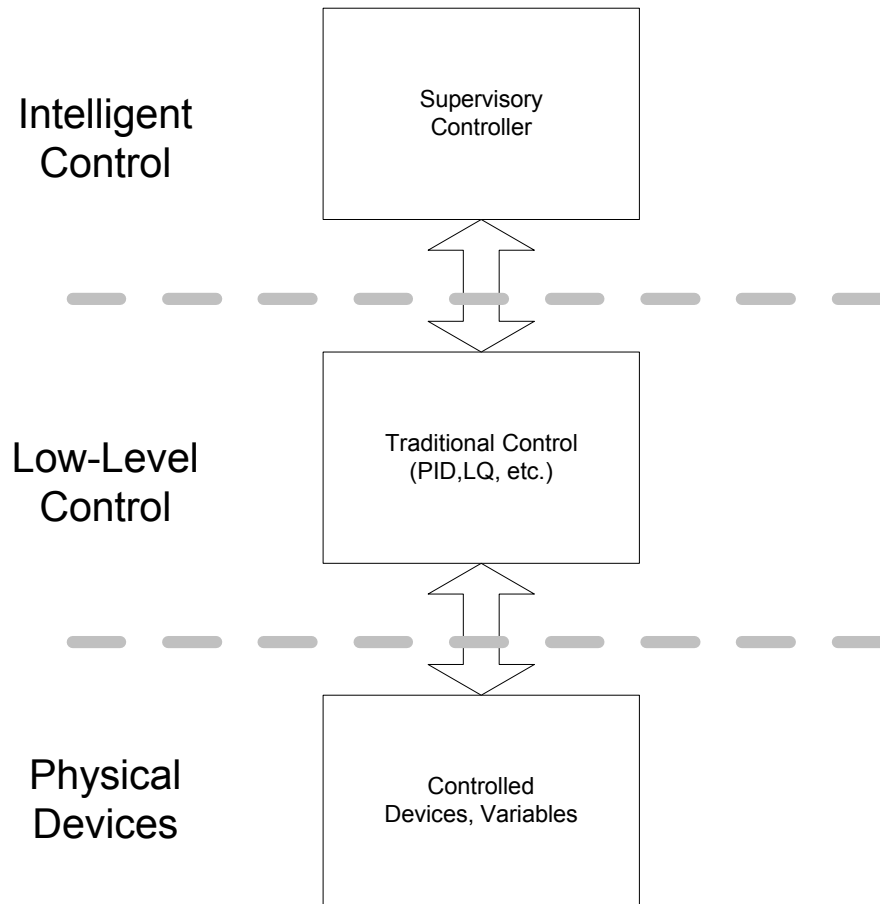 Intelligent
Control
Supervisory
Controller
Low-Level
Control
Traditional Control
(PID,LQ, etc.)
Physical
Devices
Controlled
Devices, Variables